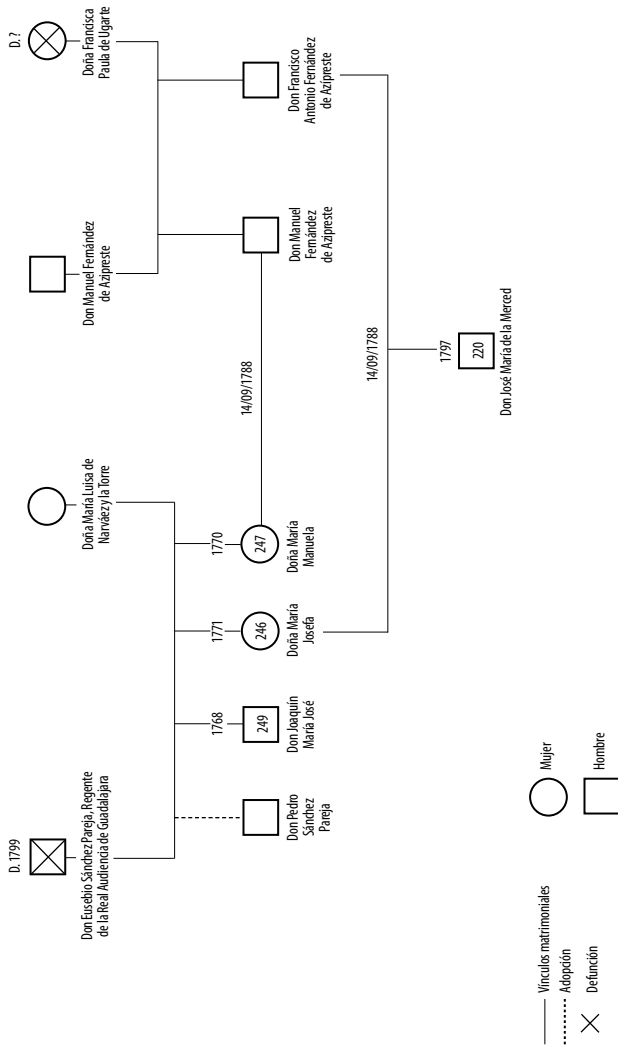 D. 1799
Don Eusebio Sánchez Pareja, Regente
de la Real Audiencia de Guadalajara
Doña María Luisa de
Narváez y la Torre
Don Manuel Fernández
de Azipreste
D. ?
Doña Francisca
Paula de Ugarte
Don Pedro
Sánchez
Pareja
1768
249
Don Joaquín
María José
1771
246
Doña María
Josefa
1770
247
Doña María
Manuela
14/09/1788
Don Manuel
Fernández
de Azipreste
Don Francisco
Antonio Fernández
de Azipreste
14/09/1788
1797
220
Don José María de la Merced
Vínculos matrimoniales
Adopción
Defunción
Mujer
Hombre